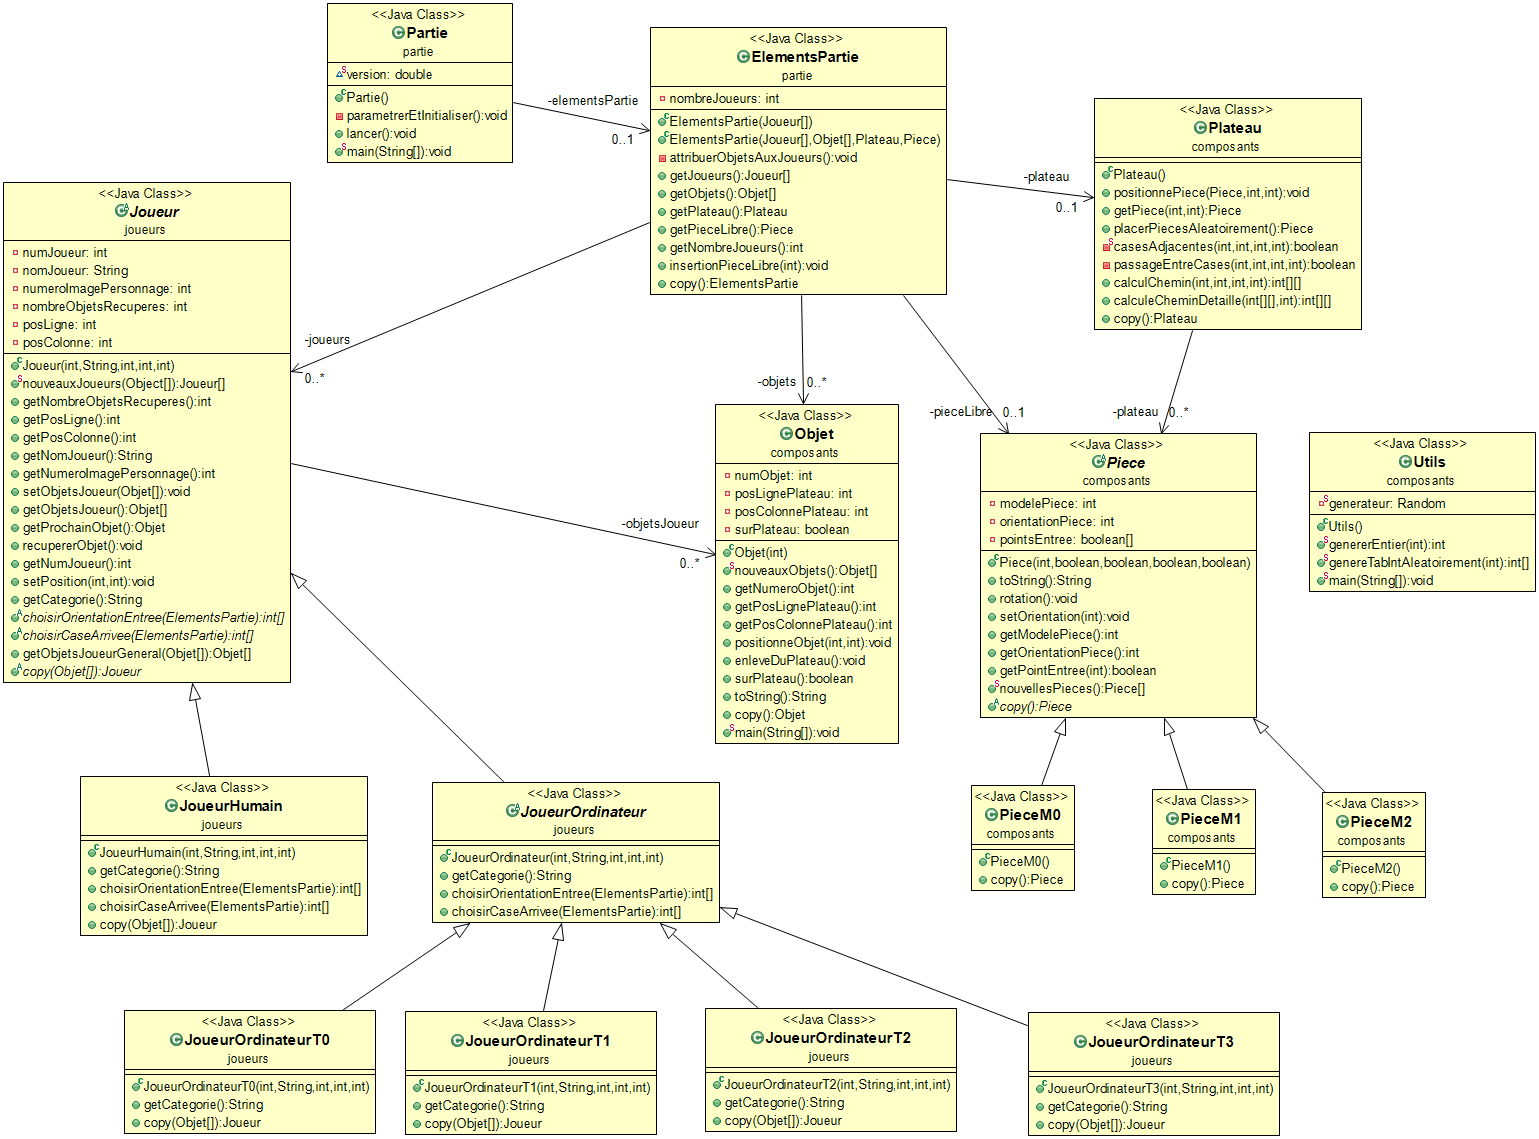 <<Java Class>>
Partie
partie
version: double
Partie()
parametrerEtInitialiser():void
lancer():void
main(String[]):void
-elementsPartie
0..1
<<Java Class>>
ElementsPartie
partie
nombreJoueurs: int
ElementsPartie(Joueur[])
ElementsPartie(Joueur[],Objet[],Plateau,Piece)
attribuerObjetsAuxJoueurs():void
getJoueurs():Joueur[]
getObjets():Objet[]
getPlateau():Plateau
getPieceLibre():Piece
getNombreJoueurs():int
insertionPieceLibre(int):void
copy():ElementsPartie
-plateau
0..1
<<Java Class>>
Plateau
composants
Plateau()
positionnePiece(Piece,int,int):void
getPiece(int,int):Piece
placerPiecesAleatoirement():Piece
casesAdjacentes(int,int,int,int):boolean
passageEntreCases(int,int,int,int):boolean
calculChemin(int,int,int,int):int[][]
calculeCheminDetaille(int[][],int):int[][]
copy():Plateau
<<Java Class>>
Joueur
joueurs
numJoueur: int
nomJoueur: String
numeroImagePersonnage: int
nombreObjetsRecuperes: int
posLigne: int
posColonne: int
Joueur(int,String,int,int,int)
nouveauxJoueurs(Object[]):Joueur[]
getNombreObjetsRecuperes():int
getPosLigne():int
getPosColonne():int
getNomJoueur():String
getNumeroImagePersonnage():int
setObjetsJoueur(Objet[]):void
getObjetsJoueur():Objet[]
getProchainObjet():Objet
recupererObjet():void
getNumJoueur():int
setPosition(int,int):void
getCategorie():String
choisirOrientationEntree(ElementsPartie):int[]
choisirCaseArrivee(ElementsPartie):int[]
getObjetsJoueurGeneral(Objet[]):Objet[]
copy(Objet[]):Joueur
-joueurs
0..*
-objets
0..*
-pieceLibre
0..1
-plateau
0..*
-objetsJoueur
0..*
<<Java Class>>
Objet
composants
numObjet: int
posLignePlateau: int
posColonnePlateau: int
surPlateau: boolean
Objet(int)
nouveauxObjets():Objet[]
getNumeroObjet():int
getPosLignePlateau():int
getPosColonnePlateau():int
positionneObjet(int,int):void
enleveDuPlateau():void
surPlateau():boolean
toString():String
copy():Objet
main(String[]):void
<<Java Class>>
Piece
composants
modelePiece: int
orientationPiece: int
pointsEntree: boolean[]
Piece(int,boolean,boolean,boolean,boolean)
toString():String
rotation():void
setOrientation(int):void
getModelePiece():int
getOrientationPiece():int
getPointEntree(int):boolean
nouvellesPieces():Piece[]
copy():Piece
<<Java Class>>
Utils
composants
generateur: Random
Utils()
genererEntier(int):int
genereTabIntAleatoirement(int):int[]
main(String[]):void
<<Java Class>>
JoueurHumain
joueurs
JoueurHumain(int,String,int,int,int)
getCategorie():String
choisirOrientationEntree(ElementsPartie):int[]
choisirCaseArrivee(ElementsPartie):int[]
copy(Objet[]):Joueur
<<Java Class>>
JoueurOrdinateur
joueurs
JoueurOrdinateur(int,String,int,int,int)
getCategorie():String
choisirOrientationEntree(ElementsPartie):int[]
choisirCaseArrivee(ElementsPartie):int[]
<<Java Class>>
PieceM0
composants
PieceM0()
copy():Piece
<<Java Class>>
PieceM1
composants
PieceM1()
copy():Piece
<<Java Class>>
PieceM2
composants
PieceM2()
copy():Piece
<<Java Class>>
JoueurOrdinateurT0
joueurs
JoueurOrdinateurT0(int,String,int,int,int)
getCategorie():String
copy(Objet[]):Joueur
<<Java Class>>
JoueurOrdinateurT1
joueurs
JoueurOrdinateurT1(int,String,int,int,int)
getCategorie():String
copy(Objet[]):Joueur
<<Java Class>>
JoueurOrdinateurT2
joueurs
JoueurOrdinateurT2(int,String,int,int,int)
getCategorie():String
copy(Objet[]):Joueur
<<Java Class>>
JoueurOrdinateurT3
joueurs
JoueurOrdinateurT3(int,String,int,int,int)
getCategorie():String
copy(Objet[]):Joueur